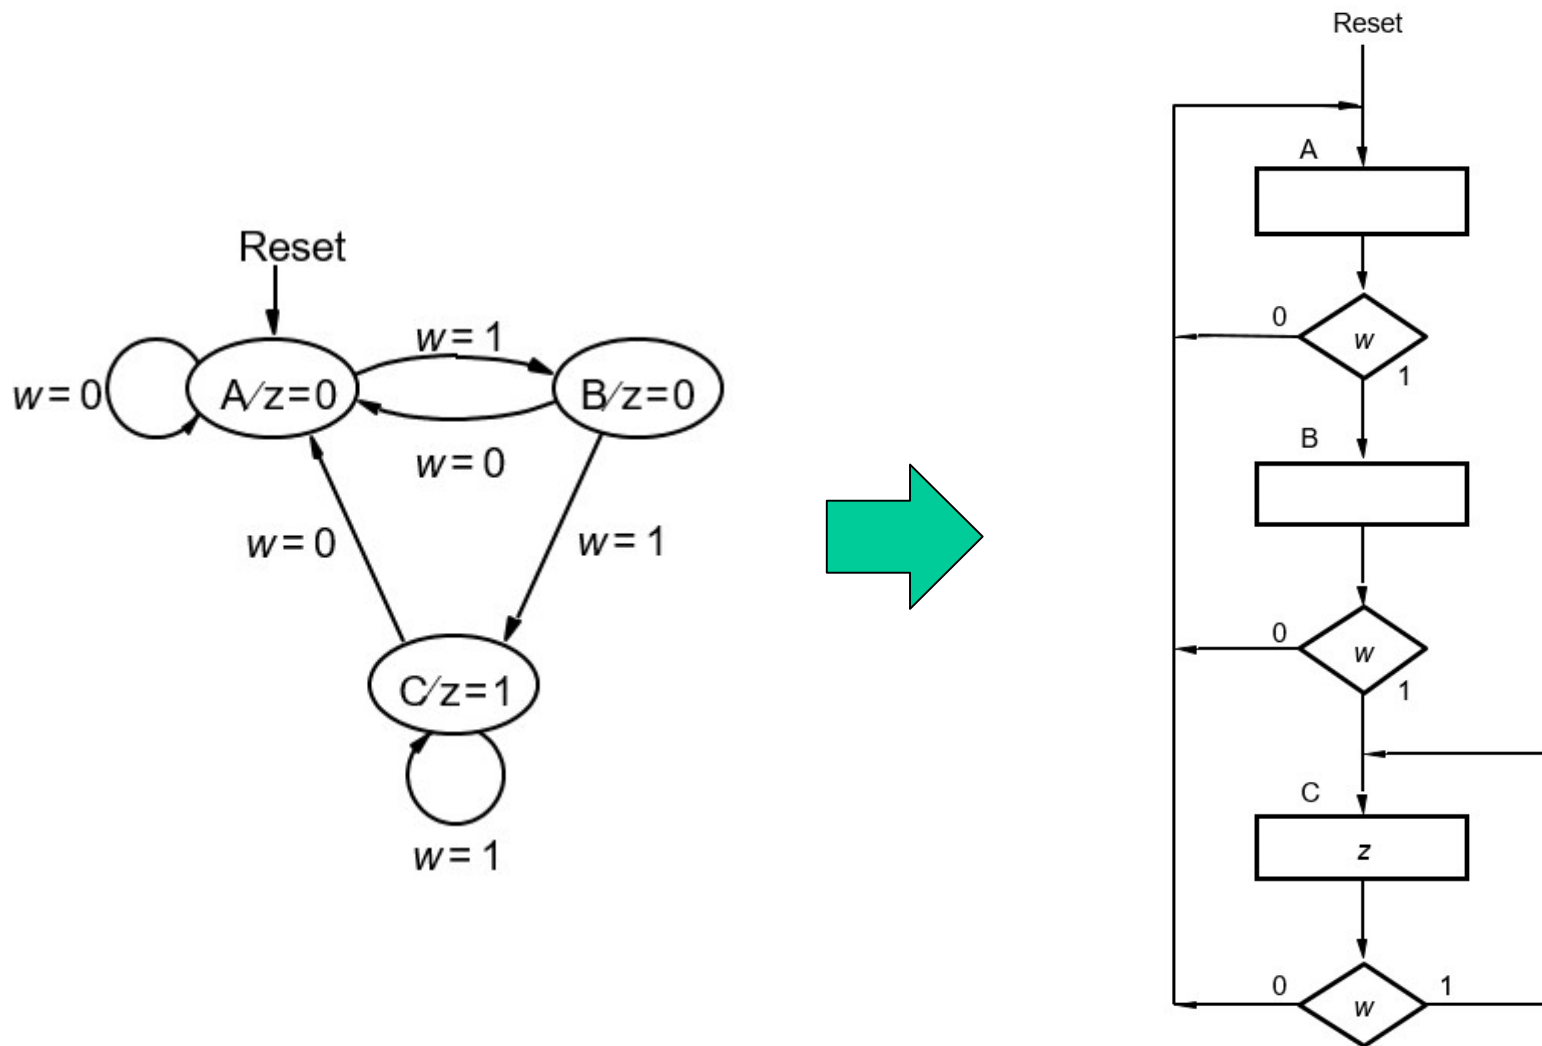 Reset
w = 1
w = 0
A/z=0
B/z=0
w = 0
w = 0
w = 1
C/z=1
w = 1
Reset
A
0
w
1
B
0
w
1
C
z
0
w
1